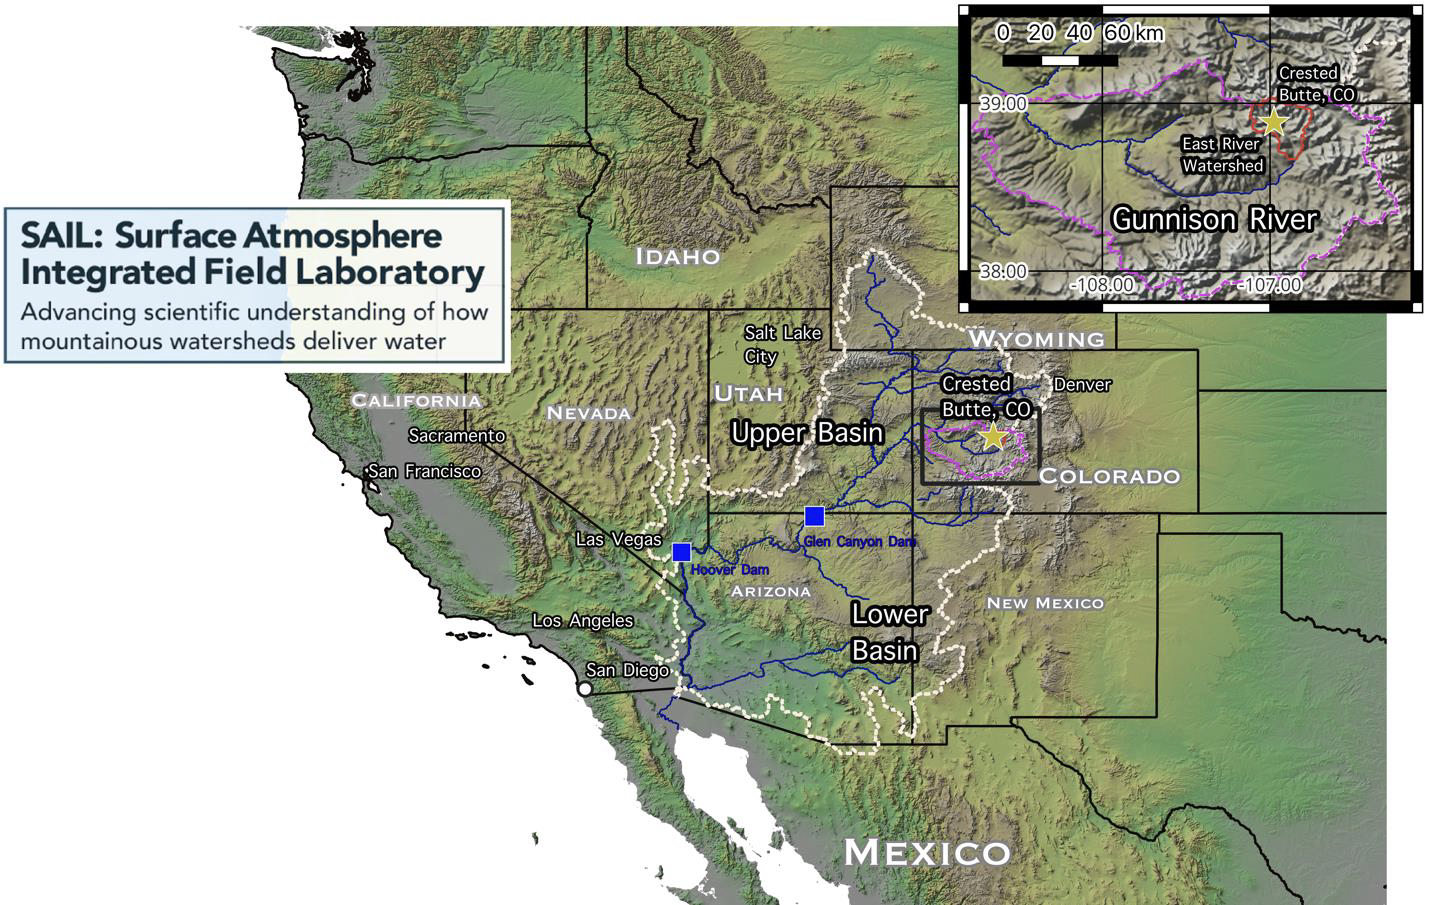 SAIL: Surface Atmosphere
Integrated Field Laboratory
Advancing scientific understanding of how
mountainous watersheds deliver water
0 20 40 60 km
Crested
Butte, CO
39.00
East River
Watershed
Gunnison River
38.00
-108.00
-107.00
IDAHO
WYOMING
Salt Lake
City
UTAH
NEVADA
CALIFORNIA
Sacramento
San Francisco
Upper Basin
Crested
Butte, CO
Denver
COLORADO
Glen Canyon Dam
Las Vegas
Hoover Dam
ARIZONA
NEW MEXICO
Lower
Basin
Los Angeles
San Diego
MEXICO